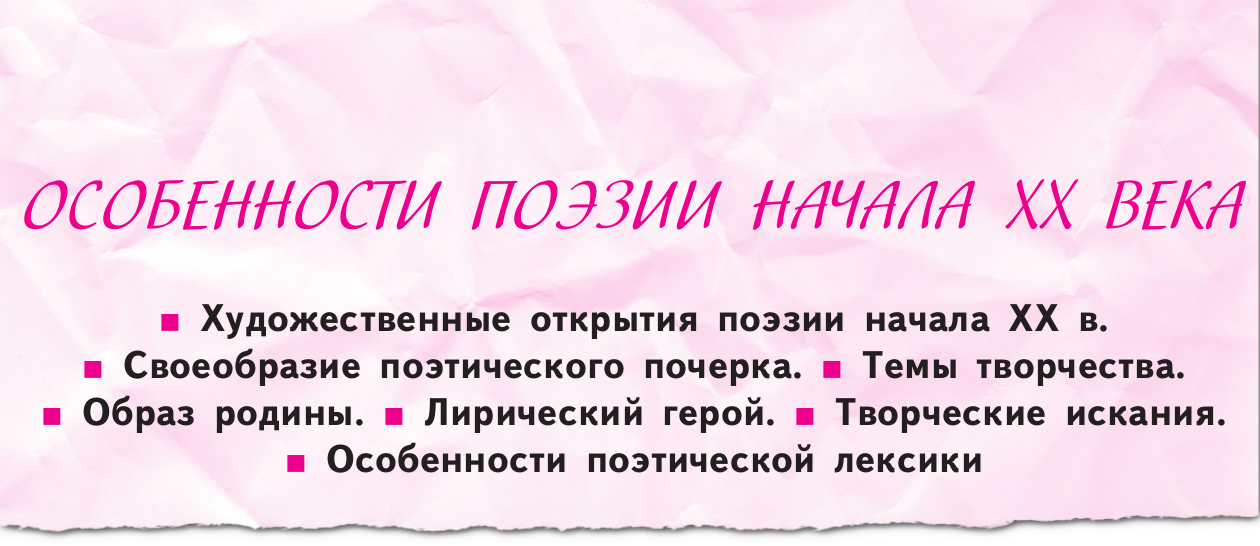 ОСОБЕННОСТИ ПОЭЗИИ НАЧАЛА XX ВЕКА
■ Художественные открытия поэзии начала XX в.
■ Своеобразие поэтического почерка. ■ Темы творчества.
■ Образ родины. ■ Лирический герой. ■ Творческие искания.
■ Особенности поэтической лексики